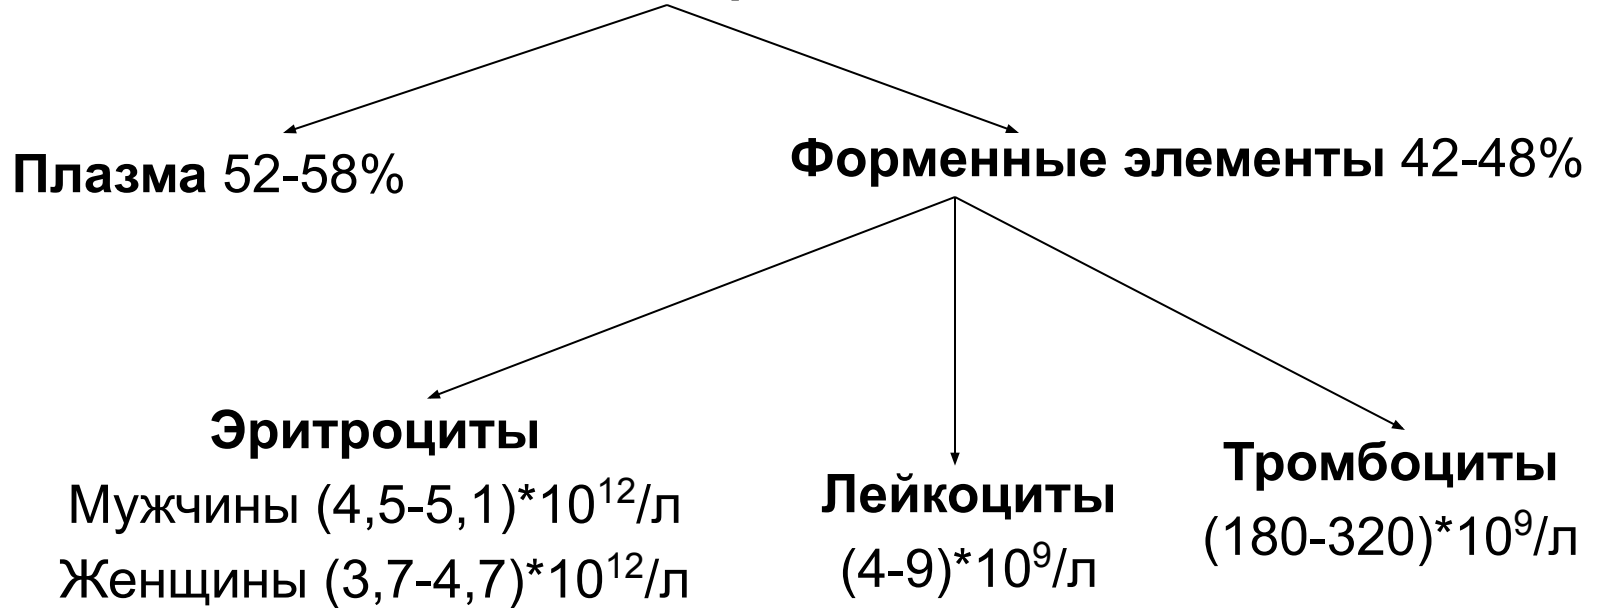 Плазма 52-58%
Форменные элементы 42-48%
Эритроциты
Мужчины (4,5-5,1)*10¹²/л
Женщины (3,7-4,7)*10¹²/л
Лейкоциты
(4-9)*10⁹/л
Тромбоциты
(180-320)*10⁹/л